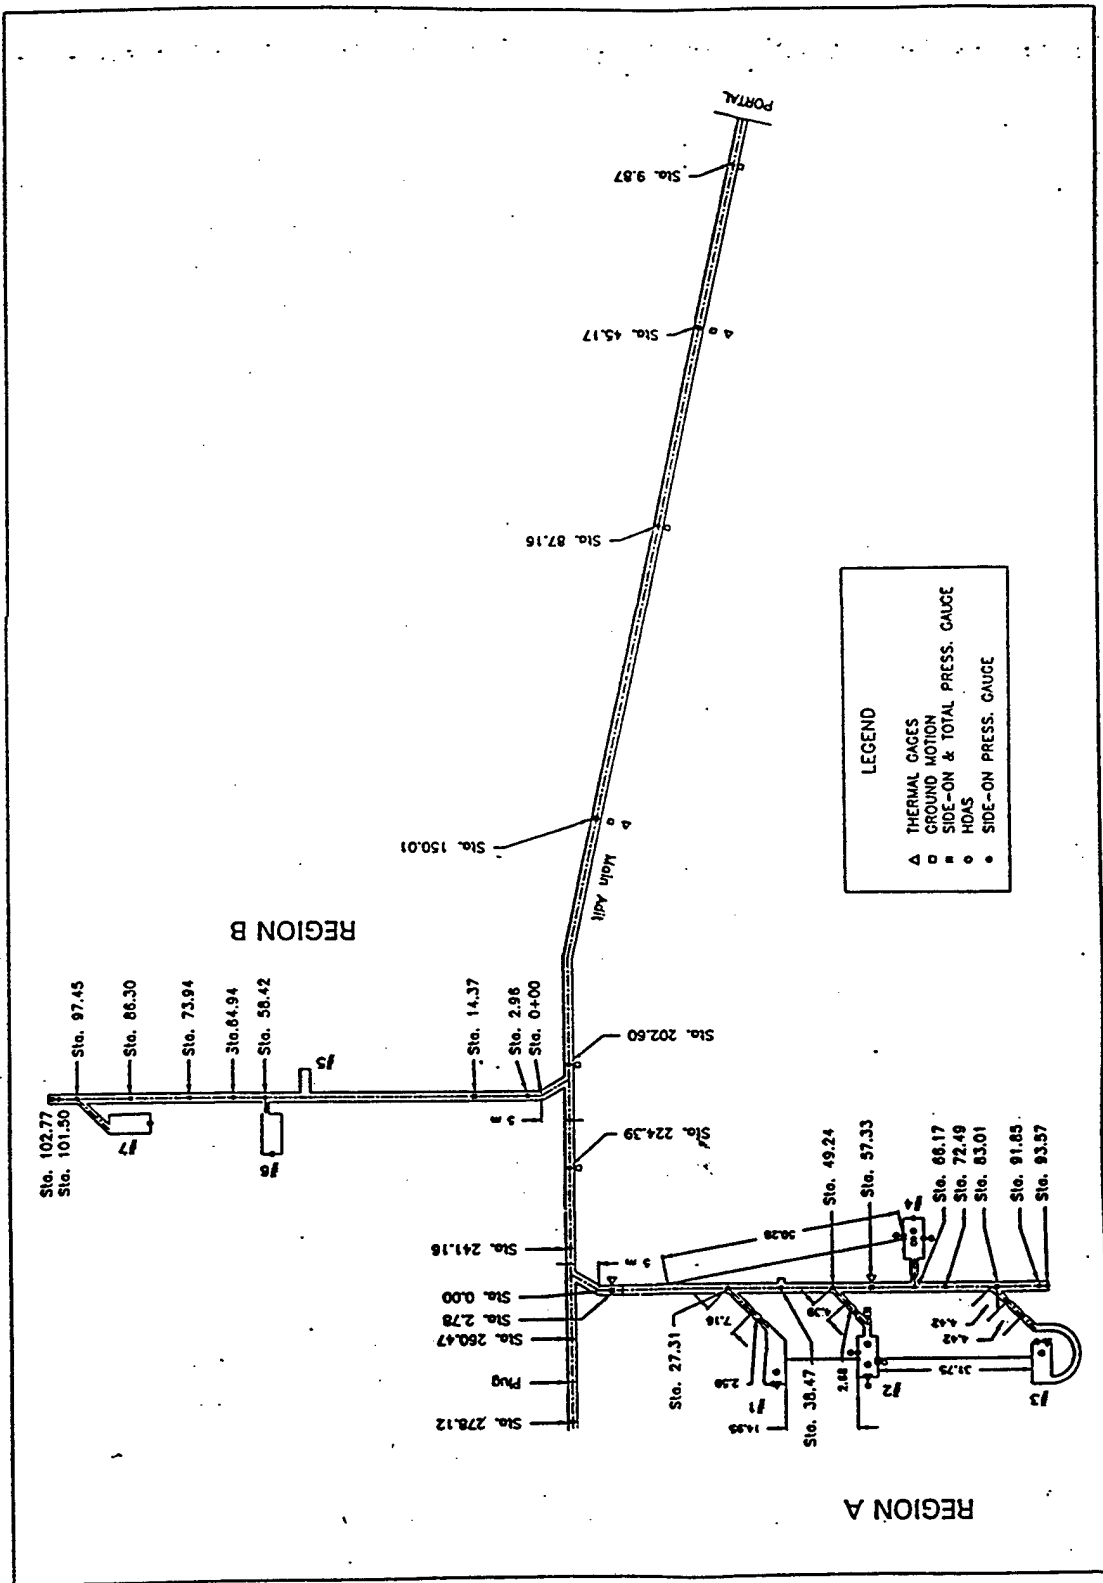 PORTAL
Sta. 9.87
Sta. 45.17
Sta. 87.16
Sta. 150.01
Main Adit
REGION B
Sta. 97.45
Sta. 86.30
Sta. 73.94
Sta. 64.94
Sta. 58.42
Sta. 14.37
Sta. 2.96
Sta. 0+00
Sta. 102.77
Sta. 101.50
#7
#6
#5
5 m
Sta. 202.60
Sta. 224.39
Sta. 241.16
5 m
Sta. 0.00
Sta. 2.78
Sta. 260.47
Plug
Sta. 278.12
Sta. 49.24
Sta. 57.33
#4
Sta. 66.17
Sta. 72.49
Sta. 83.01
Sta. 91.85
Sta. 93.57
7.16
4.42
4.42
Sta. 27.31
2.50
#1
14.95
Sta. 38.47
2.68
#2
31.75
#3
REGION A
LEGEND
THERMAL GAGES
GROUND MOTION
SIDE-ON & TOTAL PRESS. GAUGE
HDAS
SIDE-ON PRESS. GAUGE